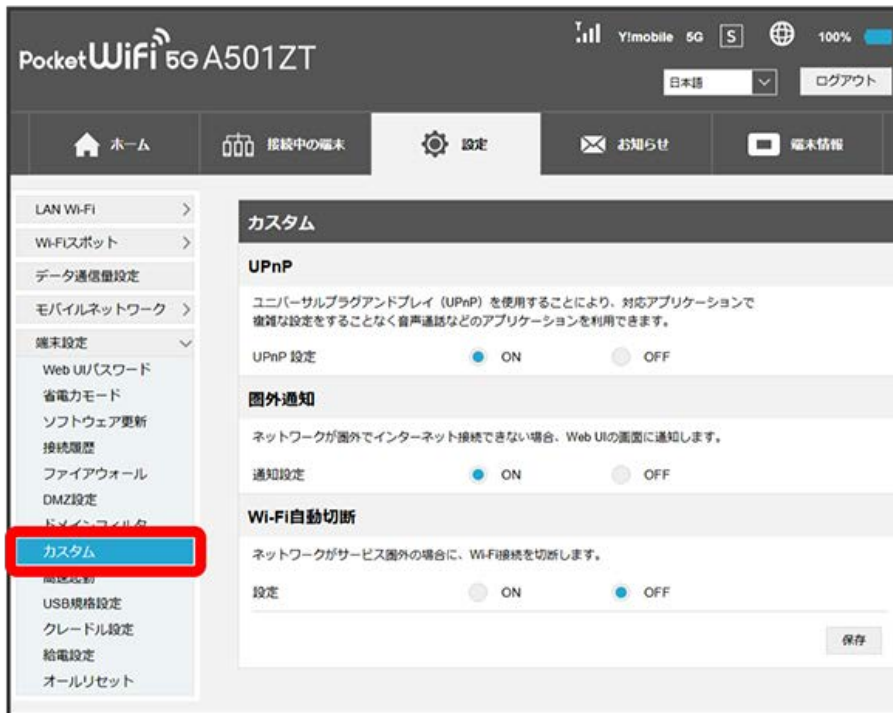 Pocket WiFi 5G A501ZT
Y!mobile 5G S 100%
日本語 ログアウト
ホーム 接続中の端末 設定 お知らせ 端末情報
LAN Wi-Fi
Wi-Fiスポット
データ通信量設定
モバイルネットワーク
端末設定
Web UIパスワード
省電力モード
ソフトウェア更新
接続履歴
ファイアウォール
DMZ設定
ドメインフィルタ
カスタム
高速起動
USB規格設定
クレードル設定
給電設定
オールリセット
カスタム
UPnP
ユニバーサルプラグアンドプレイ（UPnP）を使用することにより、対応アプリケーションで
複雑な設定をすることなく音声通話などのアプリケーションを利用できます。
UPnP 設定 ON OFF
圏外通知
ネットワークが圏外でインターネット接続できない場合、Web UIの画面に通知します。
通知設定 ON OFF
Wi-Fi自動切断
ネットワークがサービス圏外の場合に、Wi-Fi接続を切断します。
設定 ON OFF
保存